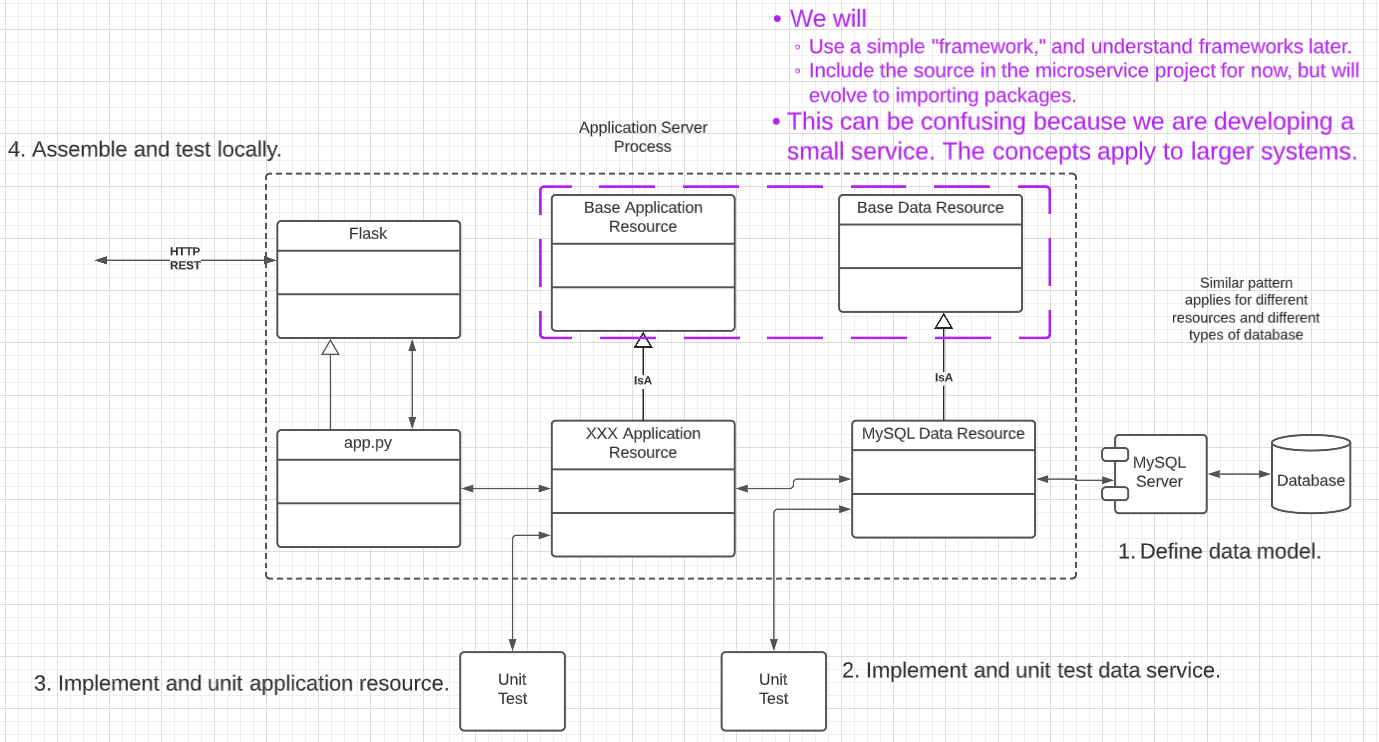 • We will
◦ Use a simple "framework," and understand frameworks later.
◦ Include the source in the microservice project for now, but will
evolve to importing packages.
• This can be confusing because we are developing a
small service. The concepts apply to larger systems.
Application Server
Process
4. Assemble and test locally.
Base Application
Resource
Base Data Resource
Flask
HTTP
REST
Similar pattern
applies for different
resources and different
types of database
IsA
IsA
app.py
XXX Application
Resource
MySQL Data Resource
MySQL
Server
Database
1. Define data model.
3. Implement and unit application resource.
Unit
Test
Unit
Test
2. Implement and unit test data service.